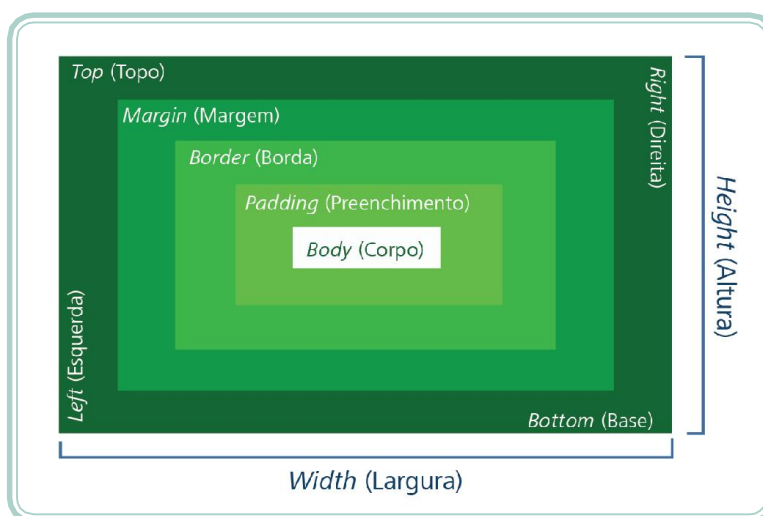 Top (Topo)
Right (Direita)
Margin (Margem)
Border (Borda)
Padding (Preenchimento)
Body (Corpo)
Height (Altura)
Left (Esquerda)
Bottom (Base)
Width (Largura)